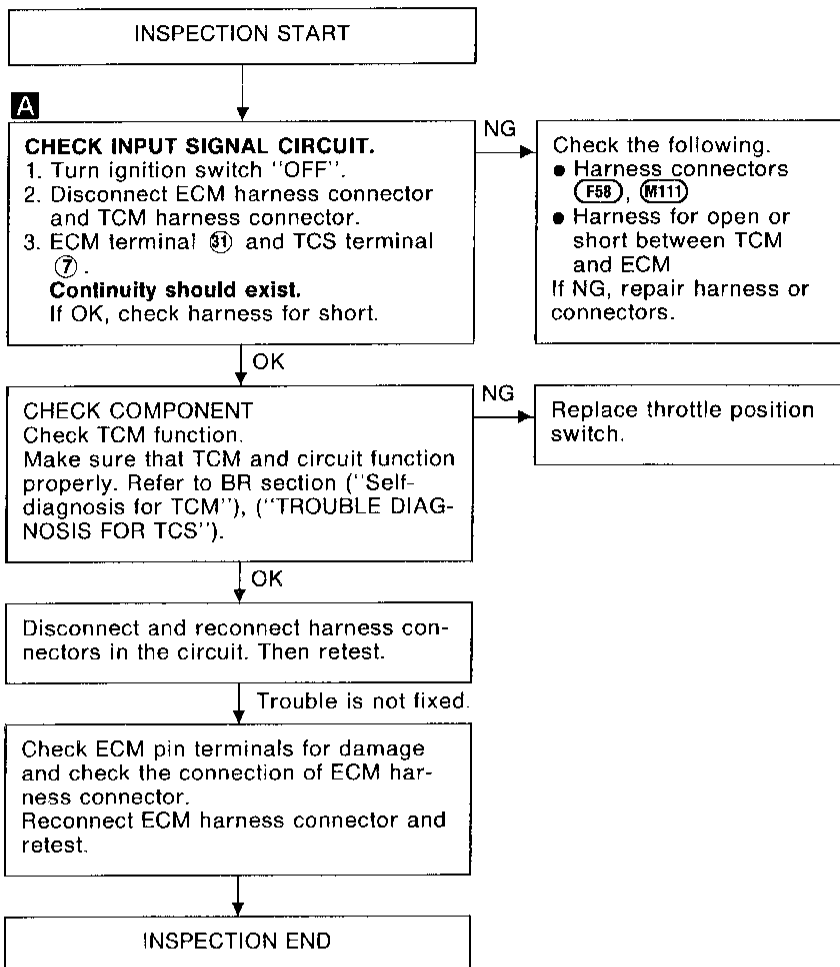 INSPECTION START
A
CHECK INPUT SIGNAL CIRCUIT.
1. Turn ignition switch "OFF".
2. Disconnect ECM harness connector
and TCM harness connector.
3. ECM terminal ㉛ and TCS terminal
⑦.
Continuity should exist.
If OK, check harness for short.
NG
Check the following.
● Harness connectors
F58, M111
● Harness for open or
short between TCM
and ECM
If NG, repair harness or
connectors.
OK
CHECK COMPONENT
Check TCM function.
Make sure that TCM and circuit function
properly. Refer to BR section ("Self-
diagnosis for TCM"), ("TROUBLE DIAG-
NOSIS FOR TCS").
NG
Replace throttle position
switch.
OK
Disconnect and reconnect harness con-
nectors in the circuit. Then retest.
Trouble is not fixed.
Check ECM pin terminals for damage
and check the connection of ECM har-
ness connector.
Reconnect ECM harness connector and
retest.
INSPECTION END